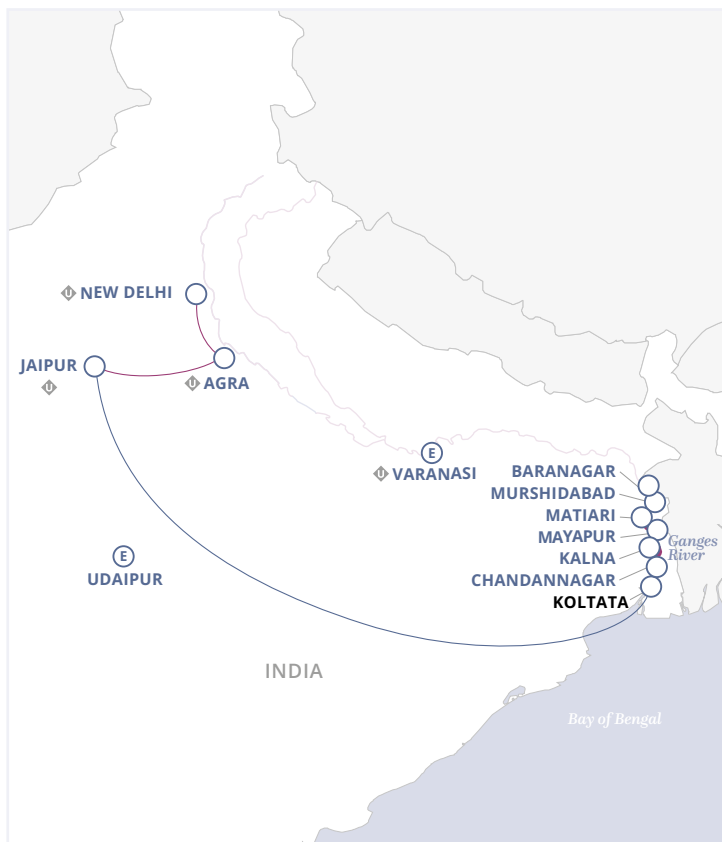 U NEW DELHI
JAIPUR
U
U AGRA
E
U VARANASI
BARANAGAR
MURSHIDABAD
MATIARI
MAYAPUR
Ganges
River
KALNA
CHANDANNAGAR
KOLTATA
E
UDAIPUR
INDIA
Bay of Bengal